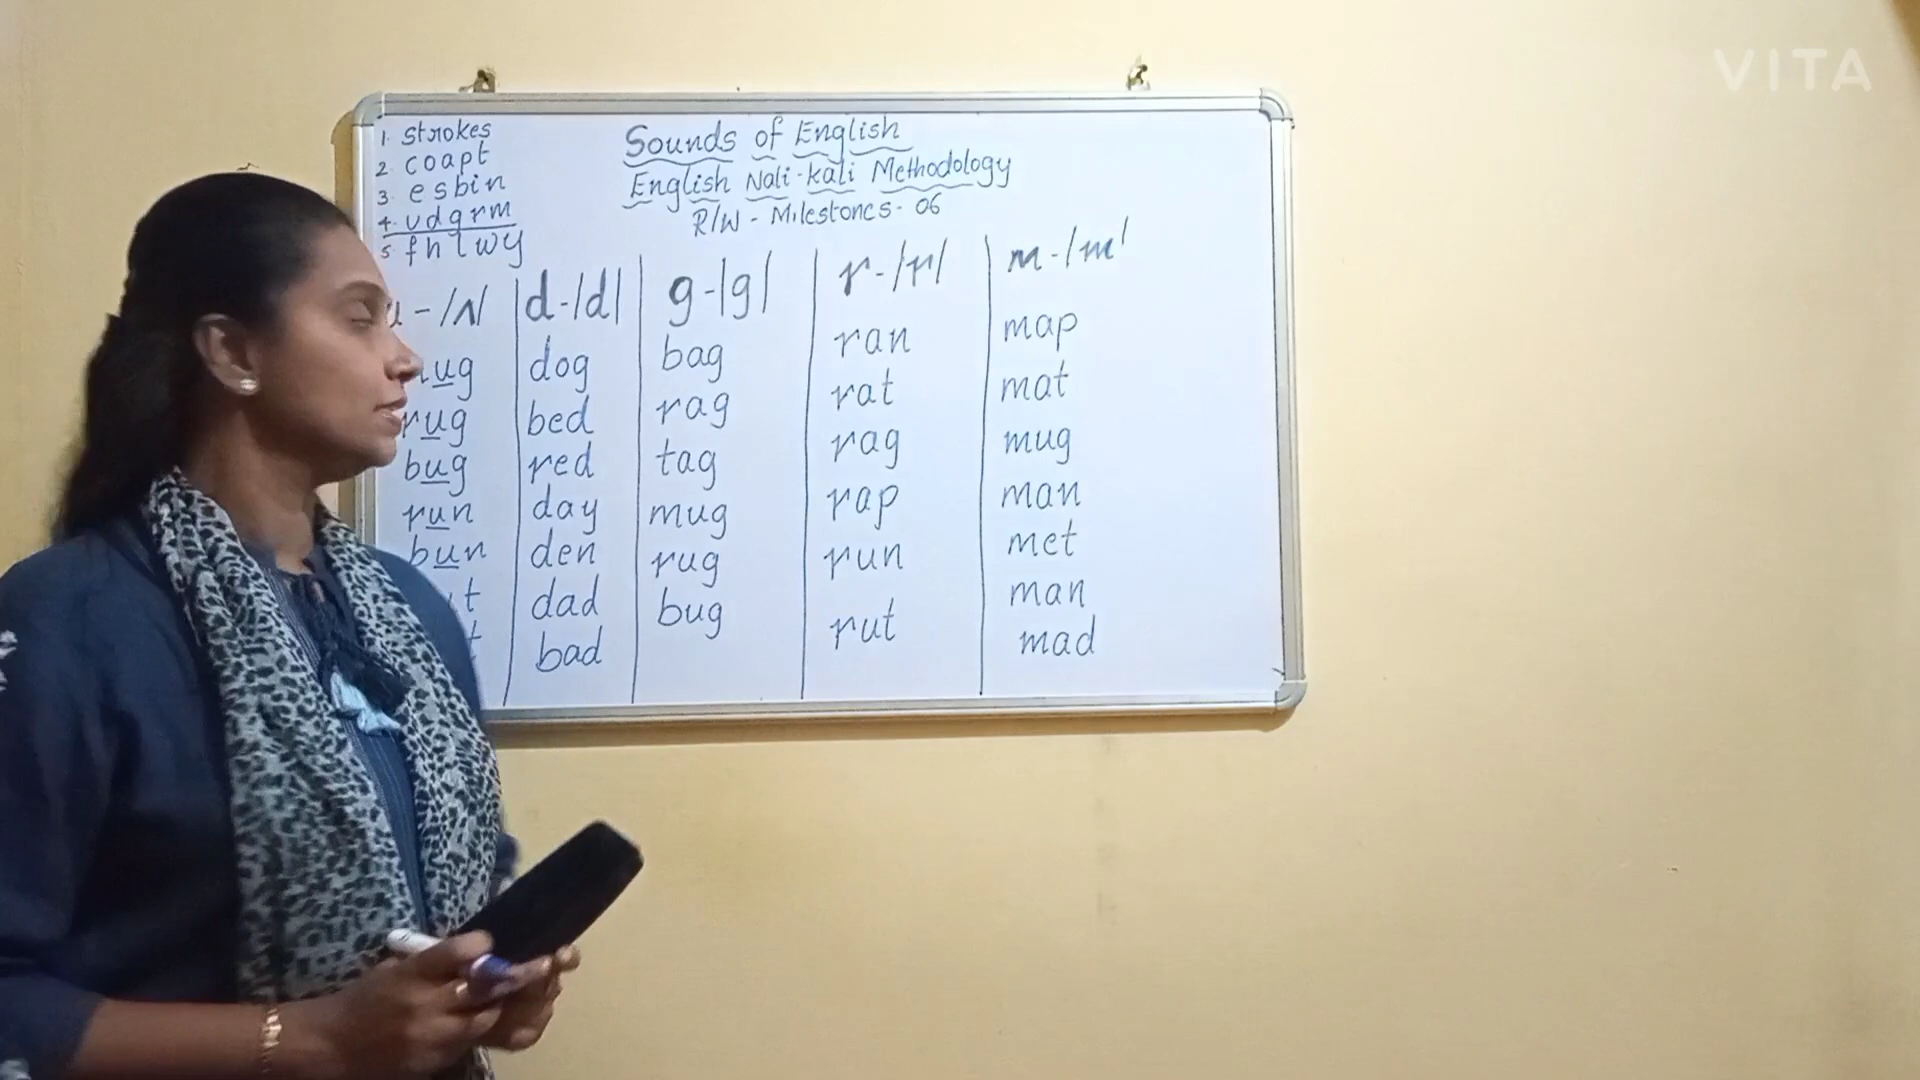 VITA
1. strokes
2. coapt
3. esbin
4. udgrm
5. fhlwy
Sounds of English
English Nali-kali Methodology
R/W - Milestones - 06
u - /ʌ/
rug
bug
run
bun
d - /d/
dog
bed
red
day
den
dad
bad
g - /g/
bag
rag
tag
mug
rug
bug
r - /r/
ran
rat
rag
rap
run
rut
m - /m/
map
mat
mug
man
met
man
mad